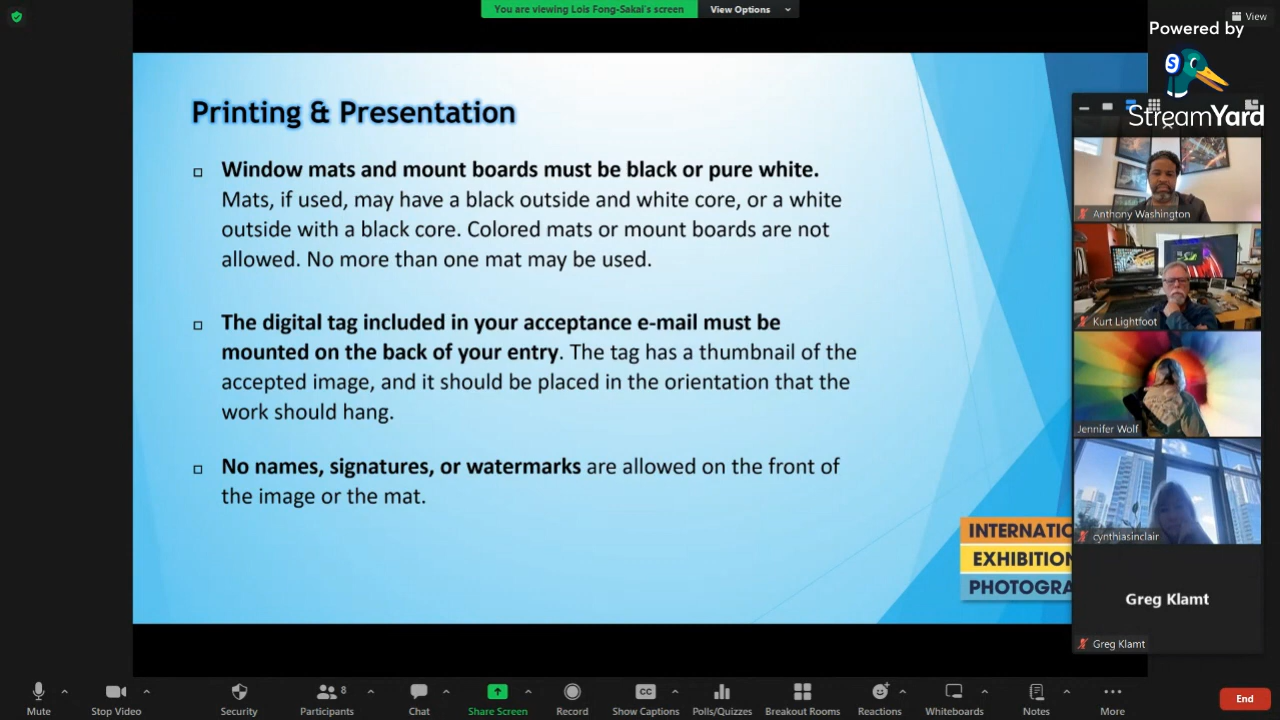 You are viewing Lois Fong-Sakai's screen
View Options
View
Powered by
S
StreamYard
Printing & Presentation
Window mats and mount boards must be black or pure white.
Mats, if used, may have a black outside and white core, or a white
outside with a black core. Colored mats or mount boards are not
allowed. No more than one mat may be used.
The digital tag included in your acceptance e-mail must be
mounted on the back of your entry. The tag has a thumbnail of the
accepted image, and it should be placed in the orientation that the
work should hang.
No names, signatures, or watermarks are allowed on the front of
the image or the mat.
INTERNATIO
EXHIBITION
PHOTOGRA
Anthony Washington
Kurt Lightfoot
Jennifer Wolf
cynthiasinclair
Greg Klamt
Greg Klamt
Mute
Stop Video
Security
8
Participants
Chat
Share Screen
Record
CC
Show Captions
Polls/Quizzes
Breakout Rooms
Reactions
Whiteboards
Notes
More
End